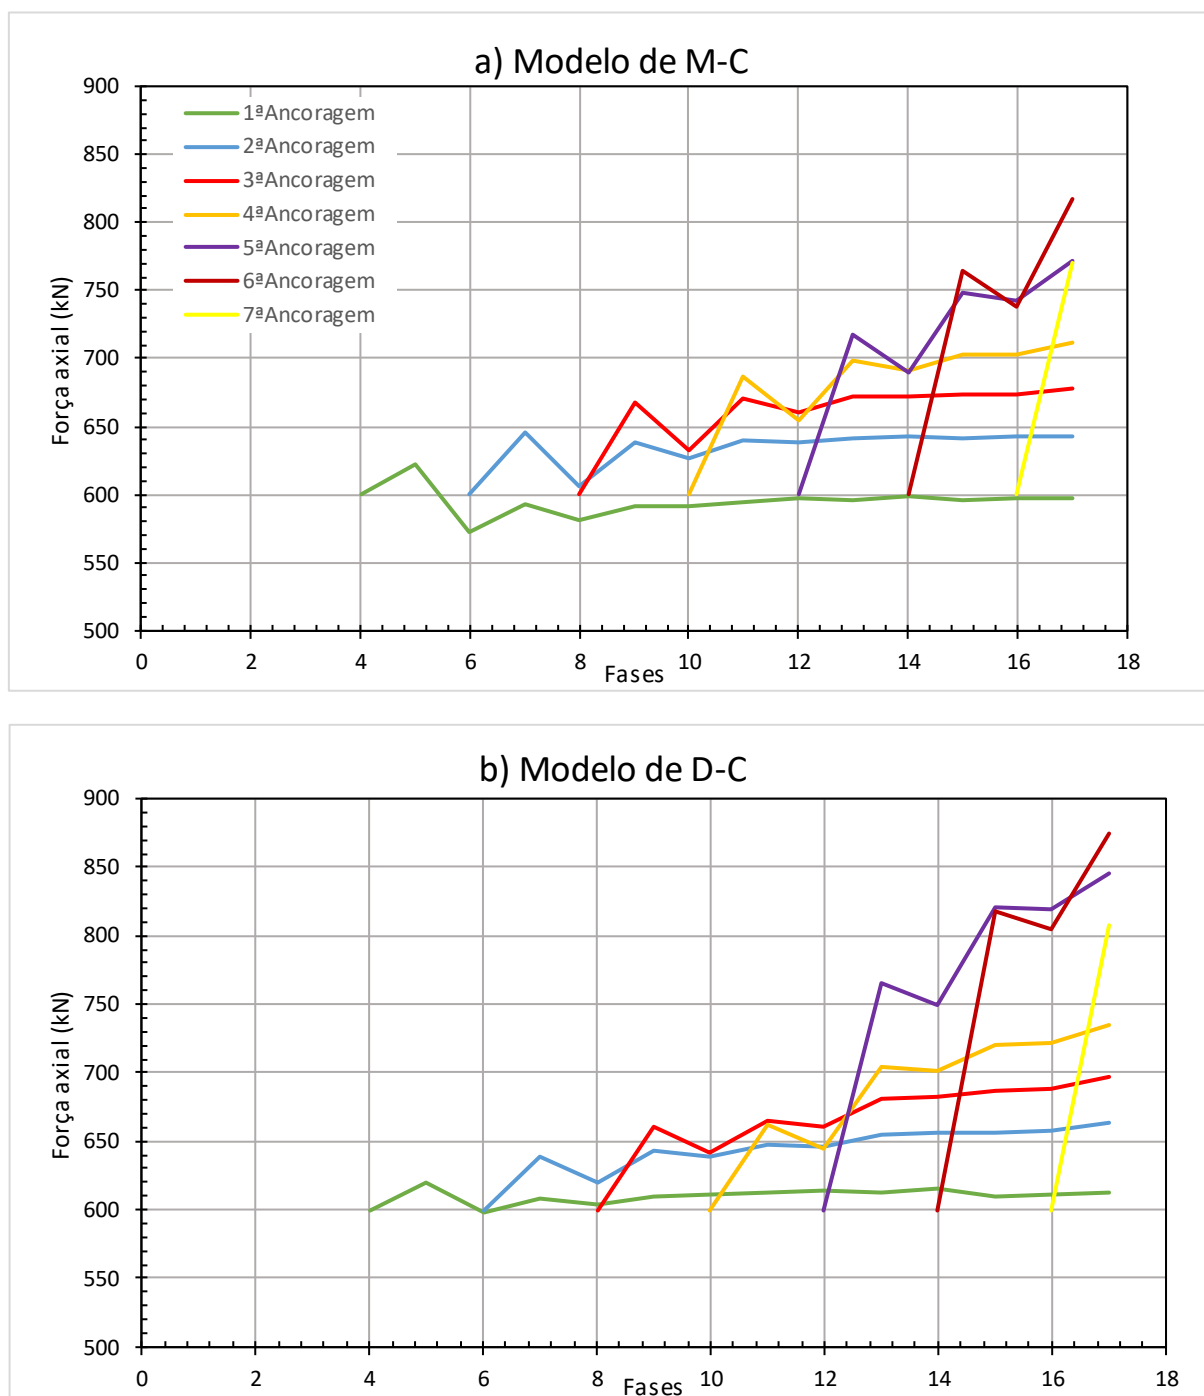 a) Modelo de M-C
900
850
800
750
700
650
600
550
500
Força axial (kN)
1ªAncoragem
2ªAncoragem
3ªAncoragem
4ªAncoragem
5ªAncoragem
6ªAncoragem
7ªAncoragem
0 2 4 6 8 10 12 14 16 18
Fases
b) Modelo de D-C
900
850
800
750
700
650
600
550
500
Força axial (kN)
0 2 4 6 8 10 12 14 16 18
Fases